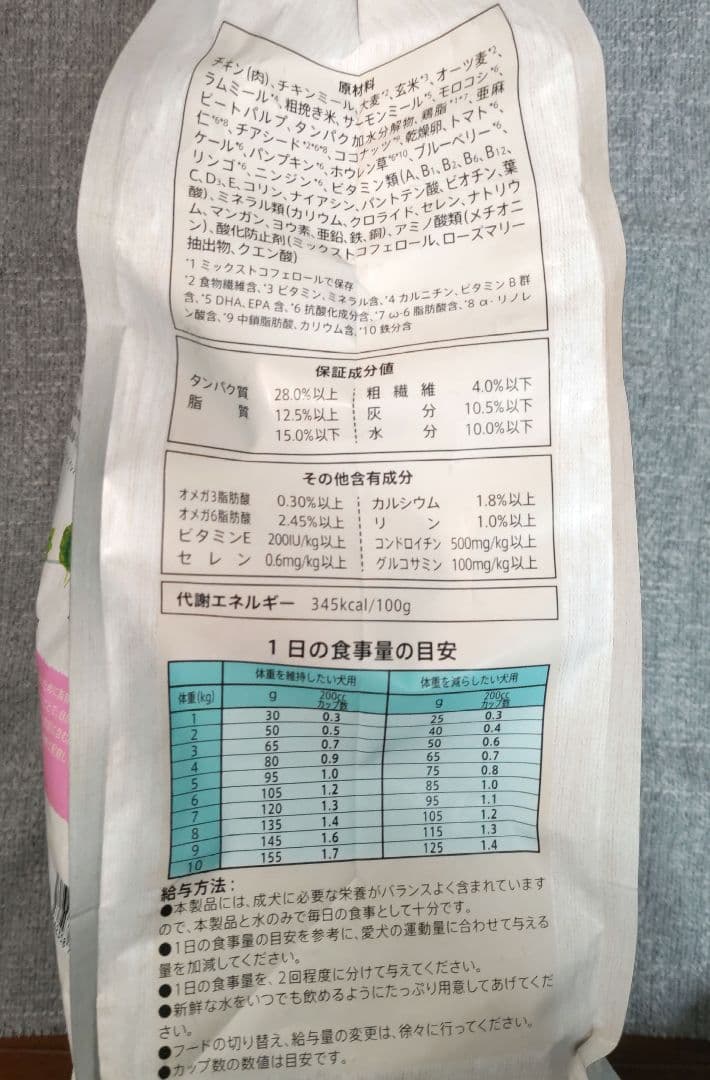 原材料
チキン(肉)、チキンミール、大麦*2、玄米*3、オーツ麦*2、
ラムミール*4、粗挽き米、サーモンミール*5、モロコシ*6、
ビートパルプ、タンパク加水分解物、鶏脂*1*7、亜麻
仁*6*8、チアシード*2*6*8、ココナッツ*9、乾燥卵、トマト*6、
ケール*6、パンプキン*6、ホウレン草*6*10、ブルーベリー*6、
リンゴ*6、ニンジン*6、ビタミン類(A、B1、B2、B6、B12、
C、D3、E、コリン、ナイアシン、パントテン酸、ビオチン、葉
酸)、ミネラル類(カリウム、クロライド、セレン、ナトリウ
ム、マンガン、ヨウ素、亜鉛、鉄、銅)、アミノ酸類(メチオニ
ン)、酸化防止剤(ミックストコフェロール、ローズマリー
抽出物、クエン酸)
*1 ミックストコフェロールで保存
*2 食物繊維含、*3 ビタミン、ミネラル含、*4 カルニチン、ビタミンB群
含、*5 DHA、EPA含、*6 抗酸化成分含、*7 ω-6脂肪酸含、*8 α-リノレ
ン酸含、*9 中鎖脂肪酸、カリウム含、*10 鉄分含
保証成分値
タンパク質 28.0%以上 粗繊維 4.0%以下
脂質 12.5%以上 灰分 10.5%以下
15.0%以下 水分 10.0%以下
その他含有成分
オメガ3脂肪酸 0.30%以上 カルシウム 1.8%以上
オメガ6脂肪酸 2.45%以上 リン 1.0%以上
ビタミンE 200IU/kg以上 コンドロイチン 500mg/kg以上
セレン 0.6mg/kg以上 グルコサミン 100mg/kg以上
代謝エネルギー 345kcal/100g
1日の食事量の目安
体重を維持したい犬用 体重を減らしたい犬用
体重(kg) g 200ccカップ数 g 200ccカップ数
1 30 0.3 25 0.3
2 50 0.5 40 0.4
3 65 0.7 50 0.6
4 80 0.9 65 0.7
5 95 1.0 75 0.8
6 105 1.2 85 1.0
7 120 1.3 95 1.1
8 135 1.4 105 1.2
9 145 1.6 115 1.3
10 155 1.7 125 1.4
給与方法：
●本製品には、成犬に必要な栄養がバランスよく含まれています
ので、本製品と水のみで毎日の食事として十分です。
●1日の食事量の目安を参考に、愛犬の運動量に合わせて与える
量を加減してください。
●1日の食事量を、2回程度に分けて与えてください。
●新鮮な水をいつでも飲めるようにたっぷり用意してあげてくだ
さい。
●フードの切り替え、給与量の変更は、徐々に行ってください。
●カップ数の数値は目安です。